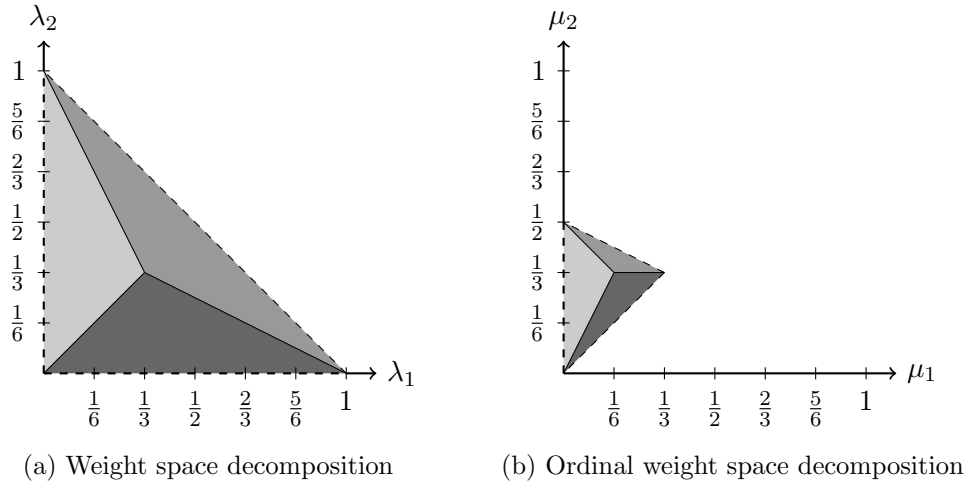 λ₂
1
5/6
2/3
1/2
1/3
1/6
λ₁
1/6 1/3 1/2 2/3 5/6 1
(a) Weight space decomposition
μ₂
1
5/6
2/3
1/2
1/3
1/6
μ₁
1/6 1/3 1/2 2/3 5/6 1
(b) Ordinal weight space decomposition